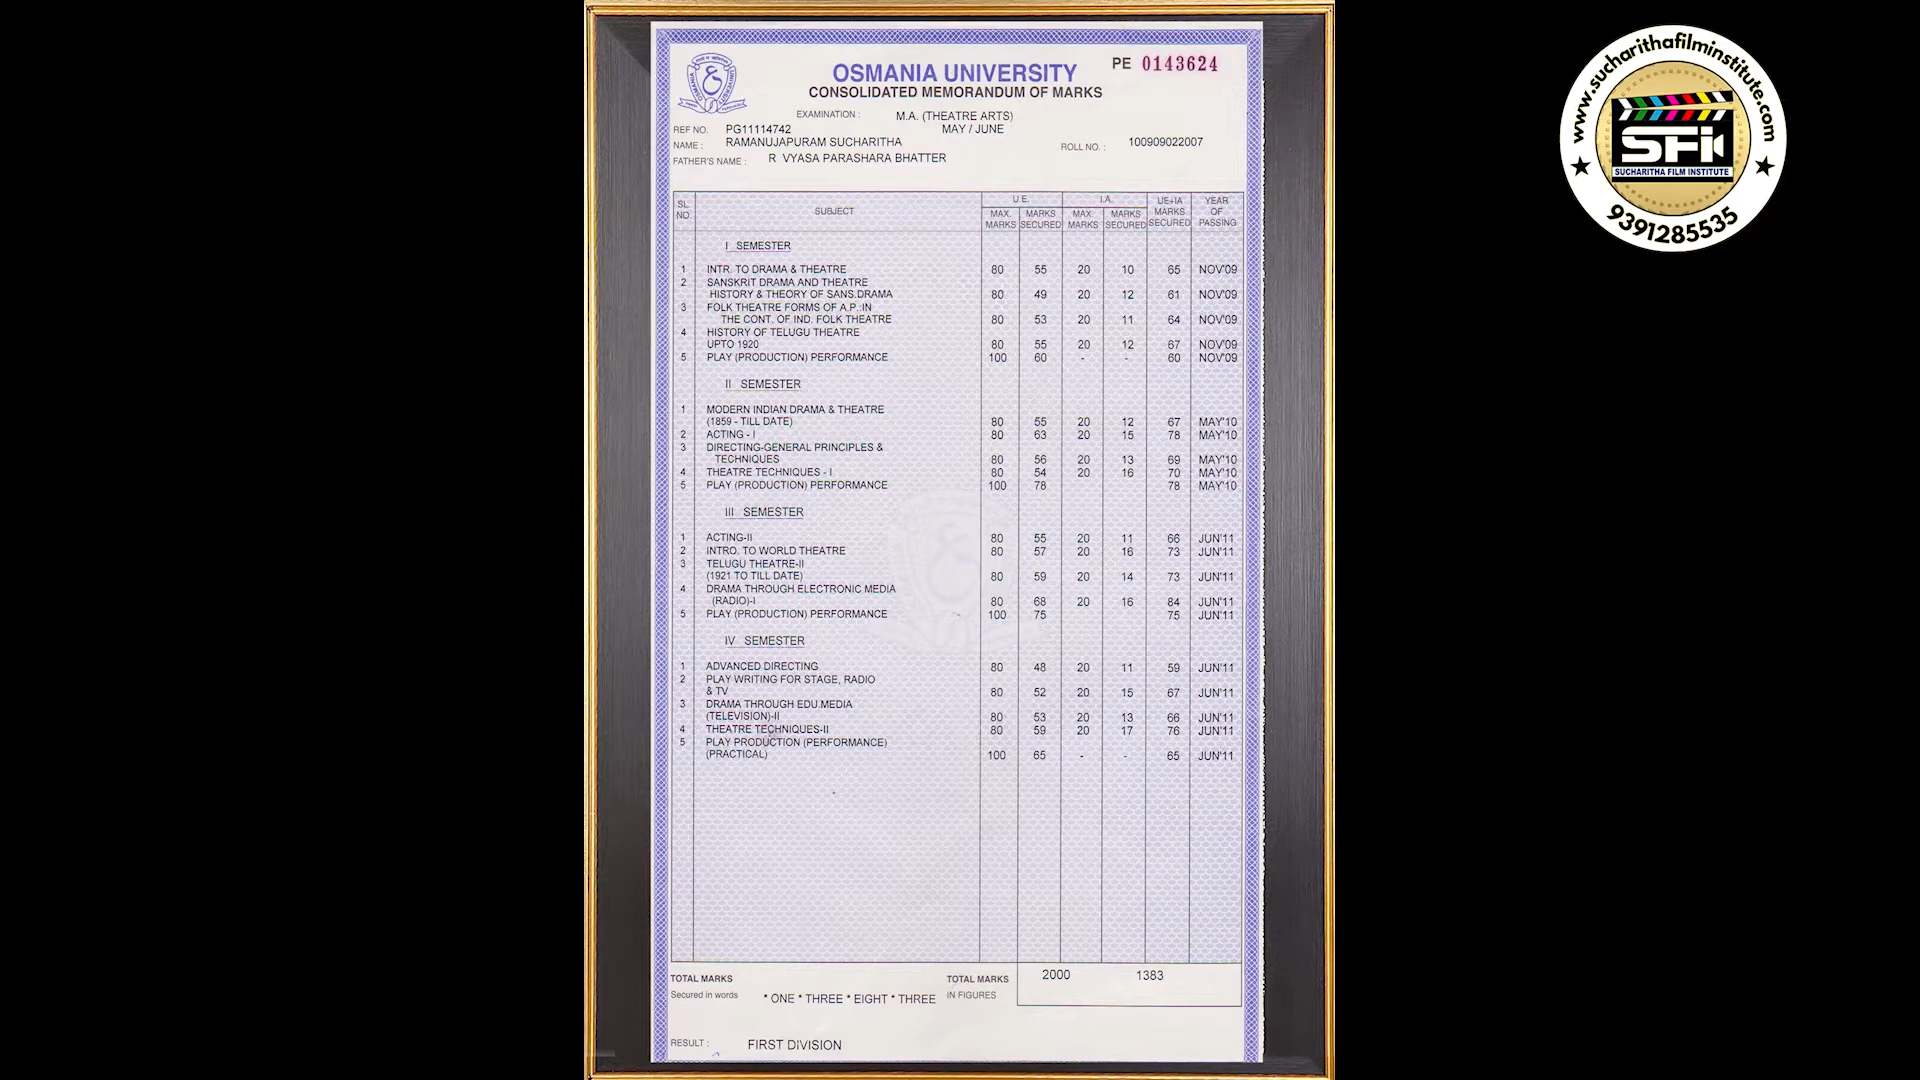 OSMANIA UNIVERSITY
PE 0143624
CONSOLIDATED MEMORANDUM OF MARKS
EXAMINATION : M.A. (THEATRE ARTS)
REF NO. PG11114742 MAY / JUNE
NAME : RAMANUJAPURAM SUCHARITHA ROLL NO. : 100909022007
FATHER'S NAME : R VYASA PARASHARA BHATTER
SL. NO. SUBJECT U.E. I.A. UE+IA MARKS SECURED YEAR OF PASSING
MAX. MARKS MARKS SECURED MAX. MARKS MARKS SECURED
I SEMESTER
1 INTR. TO DRAMA & THEATRE 80 55 20 10 65 NOV'09
2 SANSKRIT DRAMA AND THEATRE
HISTORY & THEORY OF SANS.DRAMA 80 49 20 12 61 NOV'09
3 FOLK THEATRE FORMS OF A.P.:IN
THE CONT. OF IND. FOLK THEATRE 80 53 20 11 64 NOV'09
4 HISTORY OF TELUGU THEATRE
UPTO 1920 80 55 20 12 67 NOV'09
5 PLAY (PRODUCTION) PERFORMANCE 100 60 - - 60 NOV'09
II SEMESTER
1 MODERN INDIAN DRAMA & THEATRE
(1859 - TILL DATE) 80 55 20 12 67 MAY'10
2 ACTING - I 80 63 20 15 78 MAY'10
3 DIRECTING-GENERAL PRINCIPLES &
TECHNIQUES 80 56 20 13 69 MAY'10
4 THEATRE TECHNIQUES - I 80 54 20 16 70 MAY'10
5 PLAY (PRODUCTION) PERFORMANCE 100 78 78 MAY'10
III SEMESTER
1 ACTING-II 80 55 20 11 66 JUN'11
2 INTRO. TO WORLD THEATRE 80 57 20 16 73 JUN'11
3 TELUGU THEATRE-II
(1921 TO TILL DATE) 80 59 20 14 73 JUN'11
4 DRAMA THROUGH ELECTRONIC MEDIA
(RADIO)-I 80 68 20 16 84 JUN'11
5 PLAY (PRODUCTION) PERFORMANCE 100 75 75 JUN'11
IV SEMESTER
1 ADVANCED DIRECTING 80 48 20 11 59 JUN'11
2 PLAY WRITING FOR STAGE, RADIO
& TV 80 52 20 15 67 JUN'11
3 DRAMA THROUGH EDU.MEDIA
(TELEVISION)-II 80 53 20 13 66 JUN'11
4 THEATRE TECHNIQUES-II 80 59 20 17 76 JUN'11
5 PLAY PRODUCTION (PERFORMANCE)
(PRACTICAL) 100 65 - - 65 JUN'11
TOTAL MARKS Secured in words * ONE * THREE * EIGHT * THREE
TOTAL MARKS IN FIGURES 2000 1383
RESULT : FIRST DIVISION
www.sucharithafilminstitute.com
SFI
SUCHARITHA FILM INSTITUTE
9391285535